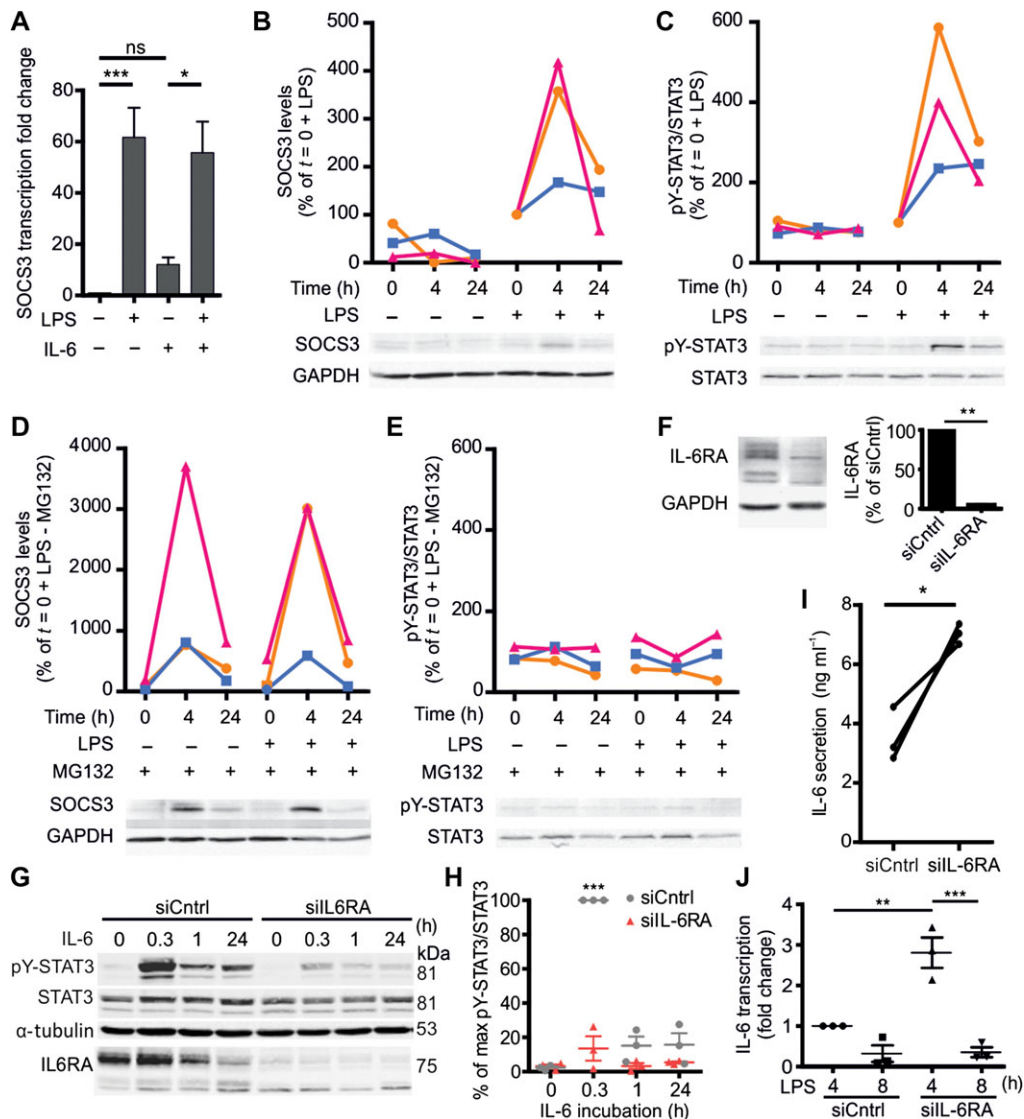 A
ns
***
*
SOCS3 transcription fold change
80
60
40
20
0
LPS – + – +
IL-6 – – + +
B
SOCS3 levels
(% of t = 0 + LPS)
500
400
300
200
100
0
Time (h) 0 4 24 0 4 24
LPS – – – + + +
SOCS3
GAPDH
C
pY-STAT3/STAT3
(% of t = 0 + LPS)
600
400
200
0
Time (h) 0 4 24 0 4 24
LPS – – – + + +
pY-STAT3
STAT3
D
SOCS3 levels
(% of t = 0 + LPS - MG132)
4000
3000
2000
1000
0
Time (h) 0 4 24 0 4 24
LPS – – – + + +
MG132 + + + + + +
SOCS3
GAPDH
E
pY-STAT3/STAT3
(% of t = 0 + LPS - MG132)
600
400
200
0
Time (h) 0 4 24 0 4 24
LPS – – – + + +
MG132 + + + + + +
pY-STAT3
STAT3
F
IL-6RA
GAPDH
IL-6RA
(% of siCntrl)
100
50
0
**
siCntrl
siIL-6RA
G
siCntrl siIL6RA
IL-6 0 0.3 1 24 0 0.3 1 24 (h)
kDa
pY-STAT3 81
STAT3 81
α-tubulin 53
IL6RA 75
H
% of max pY-STAT3/STAT3
100
80
60
40
20
0
***
siCntrl
siIL-6RA
0 0.3 1 24
IL-6 incubation (h)
I
IL-6 secretion (ng ml⁻¹)
8
6
4
2
0
*
siCntrl siIL-6RA
J
IL-6 transcription
(fold change)
4
3
2
1
0
** ***
LPS 4 8 4 8 (h)
siCntrl siIL-6RA